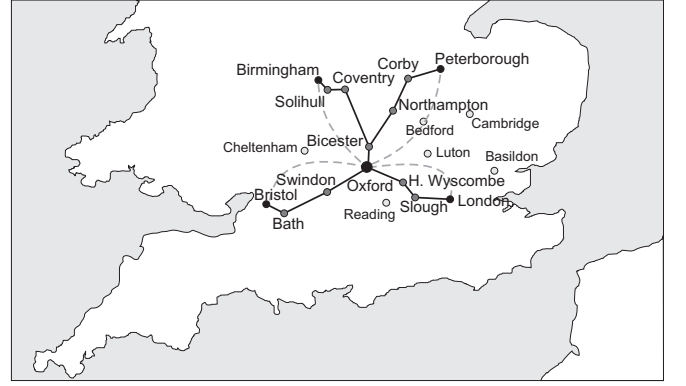 Corby
Peterborough
Birmingham
Coventry
Solihull
Northampton
Cambridge
Bedford
Bicester
Cheltenham
Luton
Basildon
Swindon
Oxford
H. Wyscombe
Bristol
London
Slough
Reading
Bath